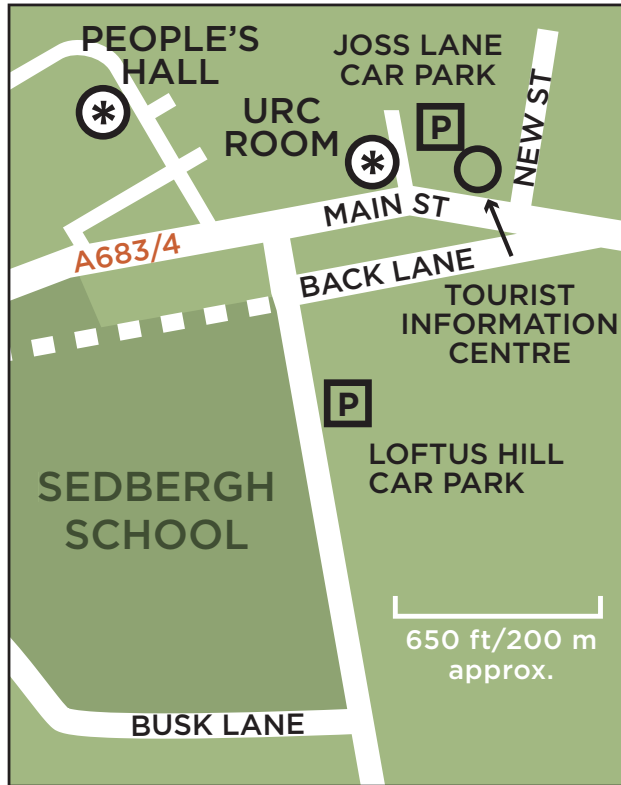 PEOPLE'S
HALL
JOSS LANE
CAR PARK
P
URC
ROOM
*
*
NEW ST
MAIN ST
A683/4
BACK LANE
TOURIST
INFORMATION
CENTRE
P
LOFTUS HILL
CAR PARK
SEDBERGH
SCHOOL
650 ft/200 m
approx.
BUSK LANE